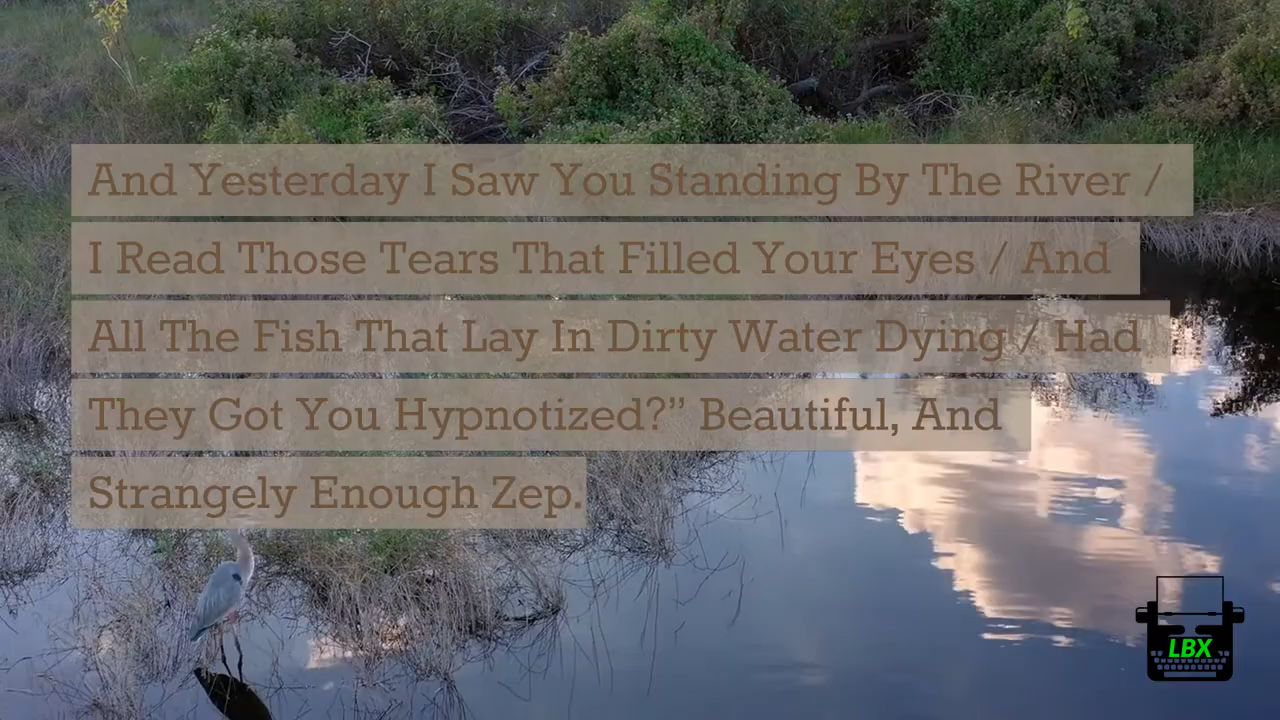 And Yesterday I Saw You Standing By The River /
I Read Those Tears That Filled Your Eyes / And
All The Fish That Lay In Dirty Water Dying / Had
They Got You Hypnotized?” Beautiful, And
Strangely Enough Zep.
LBX